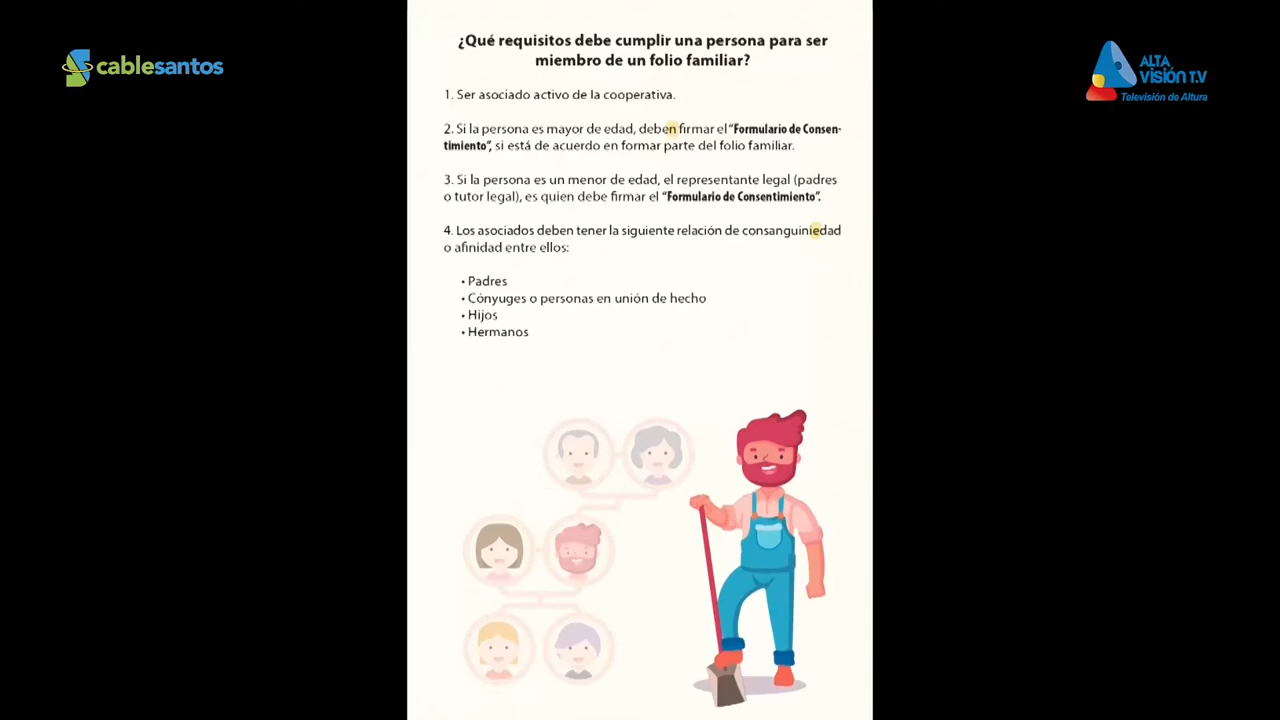 cablesantos
ALTA
VISIÓN T.V
Televisión de Altura
¿Qué requisitos debe cumplir una persona para ser
miembro de un folio familiar?
1. Ser asociado activo de la cooperativa.
2. Si la persona es mayor de edad, deben firmar el “Formulario de Consen-
timiento”, si está de acuerdo en formar parte del folio familiar.
3. Si la persona es un menor de edad, el representante legal (padres
o tutor legal), es quien debe firmar el “Formulario de Consentimiento”.
4. Los asociados deben tener la siguiente relación de consanguiniedad
o afinidad entre ellos:
• Padres
• Cónyuges o personas en unión de hecho
• Hijos
• Hermanos